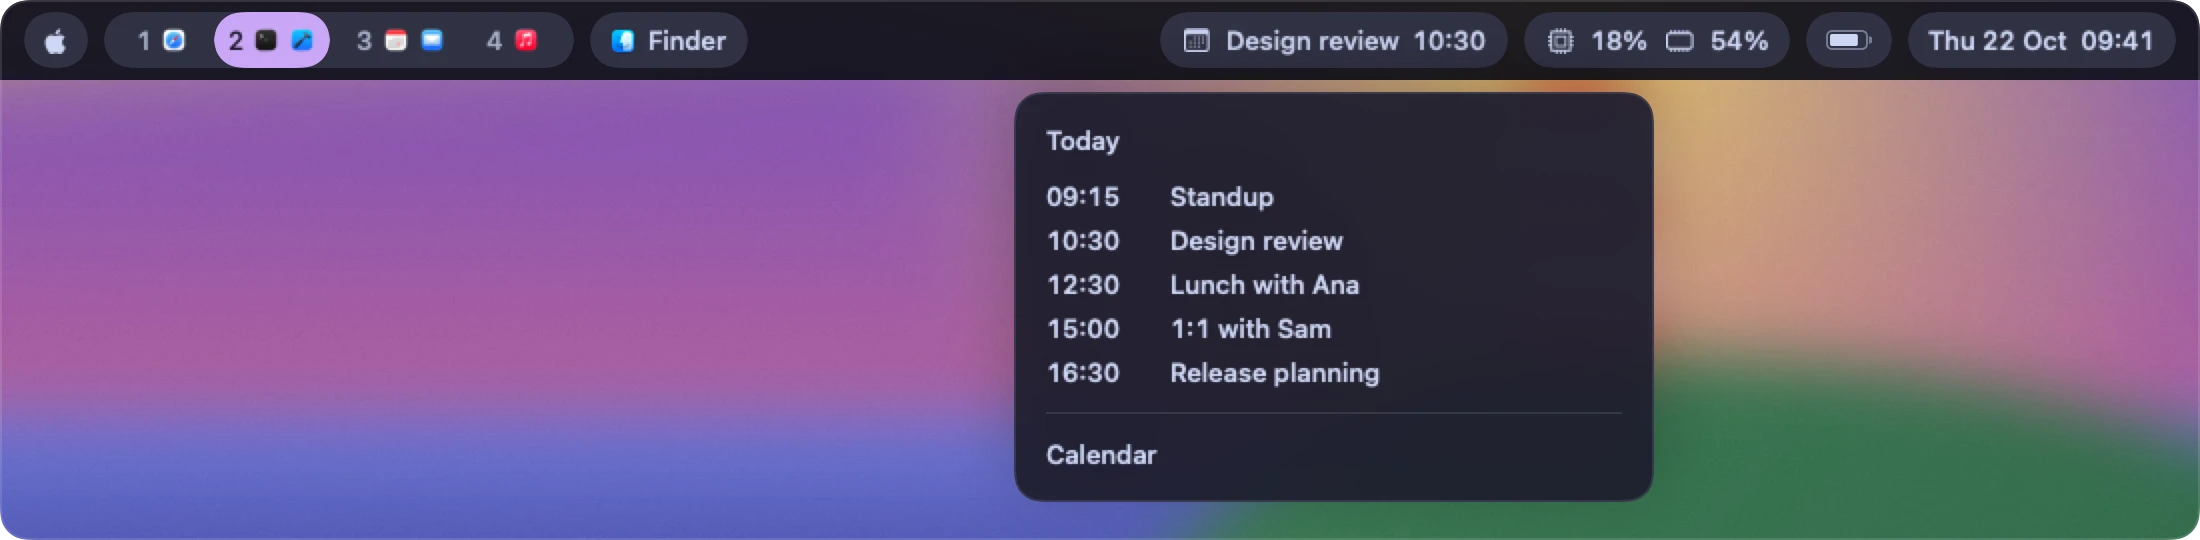 1 2 3 4 Finder Design review 10:30 18% 54% Thu 22 Oct 09:41
Today
09:15 Standup
10:30 Design review
12:30 Lunch with Ana
15:00 1:1 with Sam
16:30 Release planning
Calendar